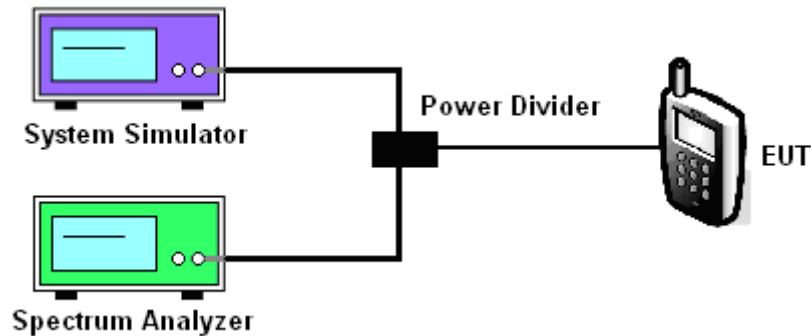 System Simulator
Power Divider
EUT
Spectrum Analyzer